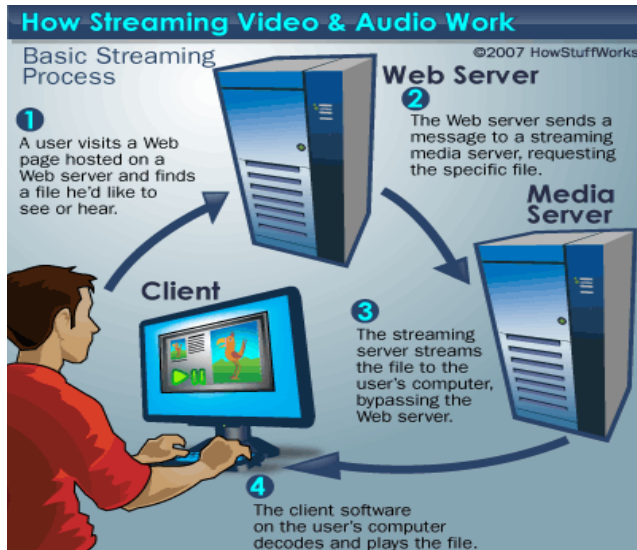 How Streaming Video & Audio Work
Basic Streaming
Process
©2007 HowStuffWorks
Web Server
1
A user visits a Web
page hosted on a
Web server and finds
a file he'd like to
see or hear.
2
The Web server sends a
message to a streaming
media server, requesting
the specific file.
Media
Server
Client
3
The streaming
server streams
the file to the
user's computer,
bypassing the
Web server.
4
The client software
on the user's computer
decodes and plays the file.